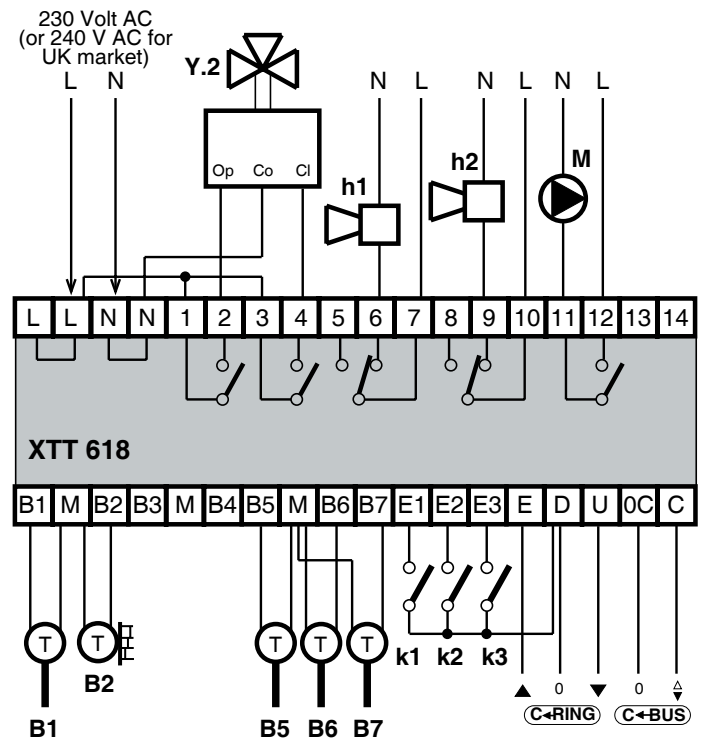 230 Volt AC
(or 240 V AC for
UK market)
L N
Y.2
Op Co Cl
N L N L N L
h1
h2
M
L L N N 1 2 3 4 5 6 7 8 9 10 11 12 13 14
XTT 618
B1 M B2 B3 M B4 B5 M B6 B7 E1 E2 E3 E D U 0C C
T T T T T
k1 k2 k3
B2
0 0
C◄RING C◄BUS
B1 B5 B6 B7